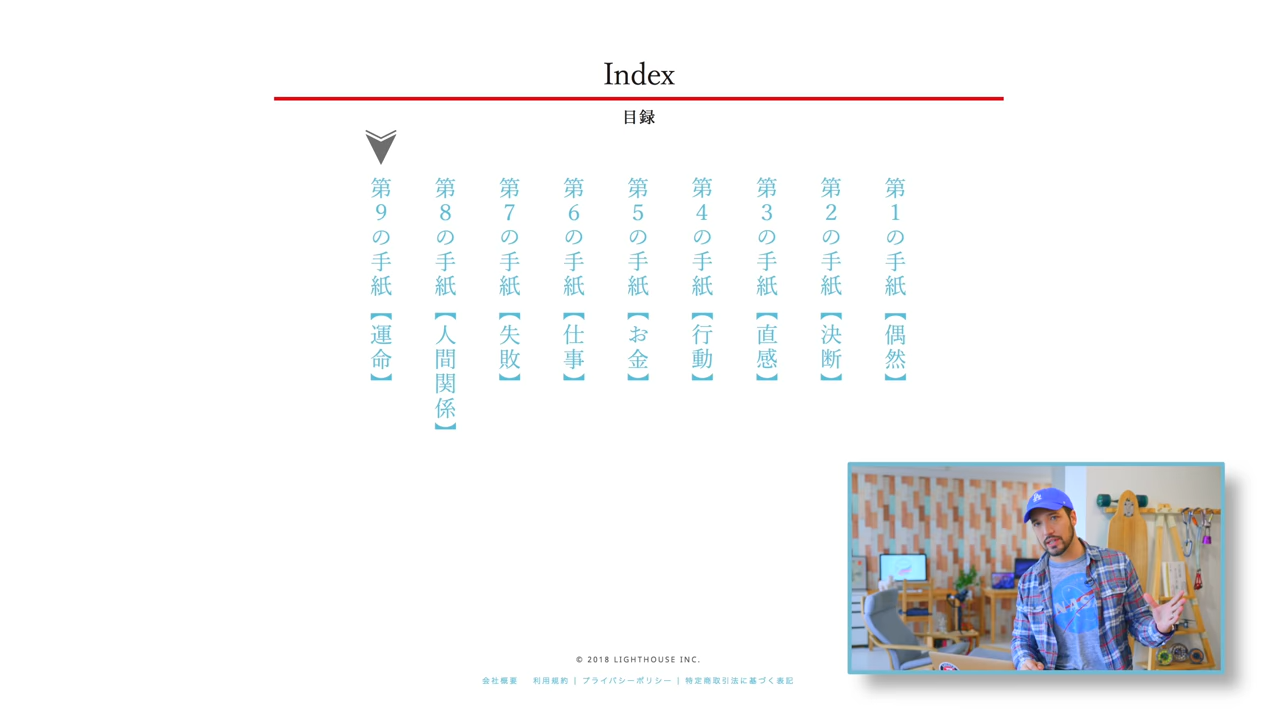 Index
目録
第1の手紙【偶然】
第2の手紙【決断】
第3の手紙【直感】
第4の手紙【行動】
第5の手紙【お金】
第6の手紙【仕事】
第7の手紙【失敗】
第8の手紙【人間関係】
第9の手紙【運命】
LA
NASA
© 2018 LIGHTHOUSE INC.
会社概要 利用規約 | プライバシーポリシー | 特定商取引法に基づく表記